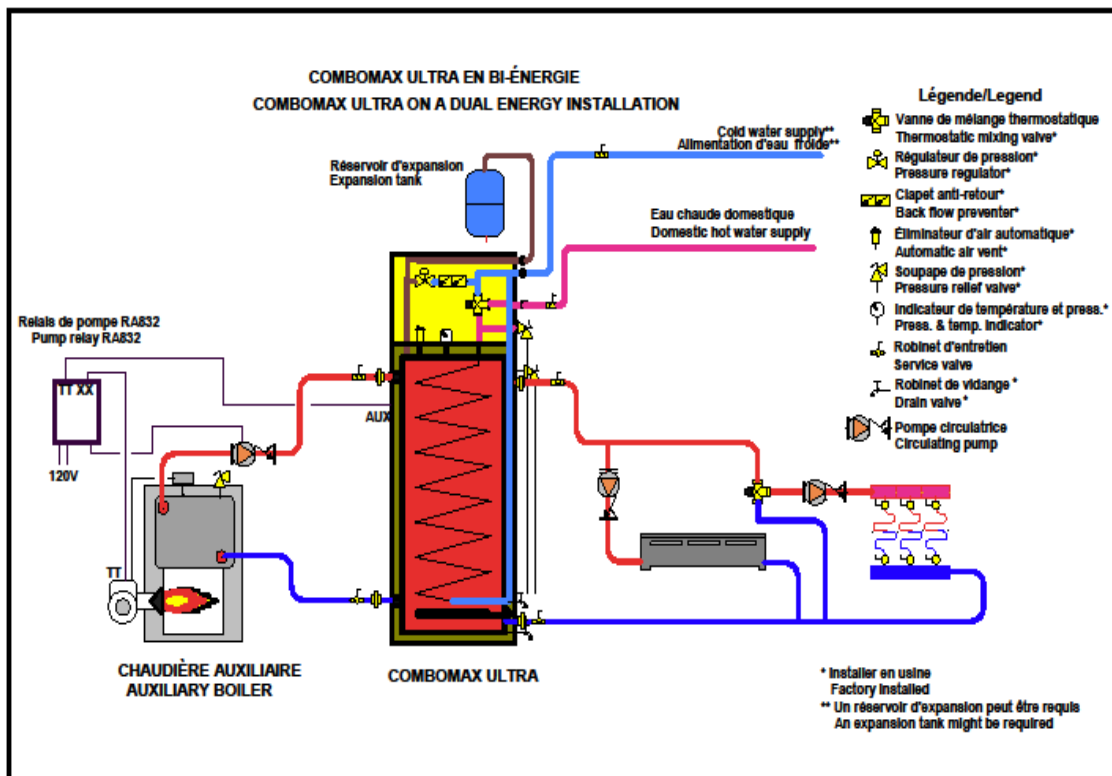 COMBOMAX ULTRA EN BI-ÉNERGIE
COMBOMAX ULTRA ON A DUAL ENERGY INSTALLATION
Cold water supply**
Alimentation d'eau froide**
Réservoir d'expansion
Expansion tank
Eau chaude domestique
Domestic hot water supply
Légende/Legend
Vanne de mélange thermostatique
Thermostatic mixing valve*
Régulateur de pression*
Pressure regulator*
Clapet anti-retour*
Back flow preventer*
Éliminateur d'air automatique*
Automatic air vent*
Soupape de pression*
Pressure relief valve*
Indicateur de température et press.*
Press. & temp. Indicator*
Robinet d'entretien
Service valve
Robinet de vidange *
Drain valve *
Pompe circulatrice
Circulating pump
Relais de pompe RA832
Pump relay RA832
TT XX
120V
AUX
120V
TT
CHAUDIÈRE AUXILIAIRE
AUXILIARY BOILER
COMBOMAX ULTRA
* Installer en usine
Factory Installed
** Un réservoir d'expansion peut être requis
An expansion tank might be required